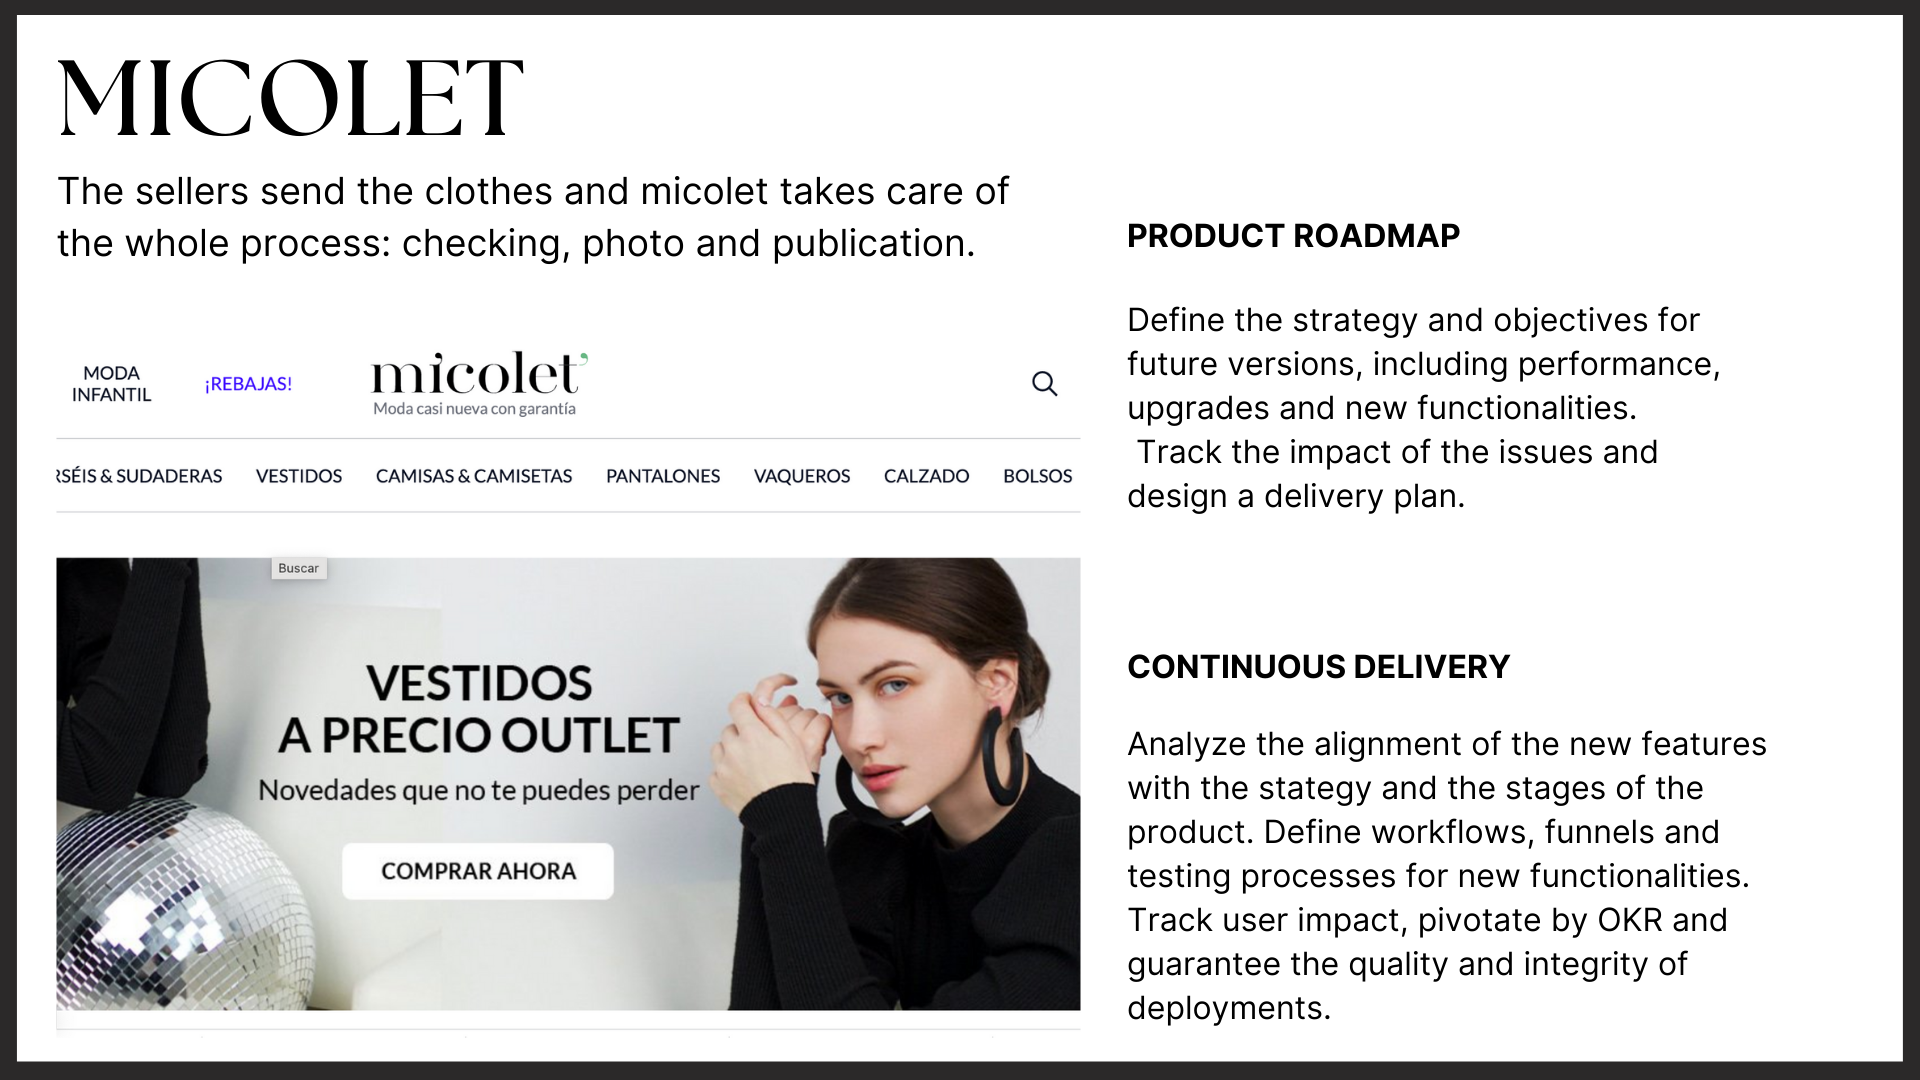 MICOLET
The sellers send the clothes and micolet takes care of
the whole process: checking, photo and publication.
MODA
INFANTIL
¡REBAJAS!
micolet
Moda casi nueva con garantía
RSÉIS & SUDADERAS VESTIDOS CAMISAS & CAMISETAS PANTALONES VAQUEROS CALZADO BOLSOS
Buscar
VESTIDOS
A PRECIO OUTLET
Novedades que no te puedes perder
COMPRAR AHORA
PRODUCT ROADMAP
Define the strategy and objectives for
future versions, including performance,
upgrades and new functionalities.
Track the impact of the issues and
design a delivery plan.
CONTINUOUS DELIVERY
Analyze the alignment of the new features
with the stategy and the stages of the
product. Define workflows, funnels and
testing processes for new functionalities.
Track user impact, pivotate by OKR and
guarantee the quality and integrity of
deployments.